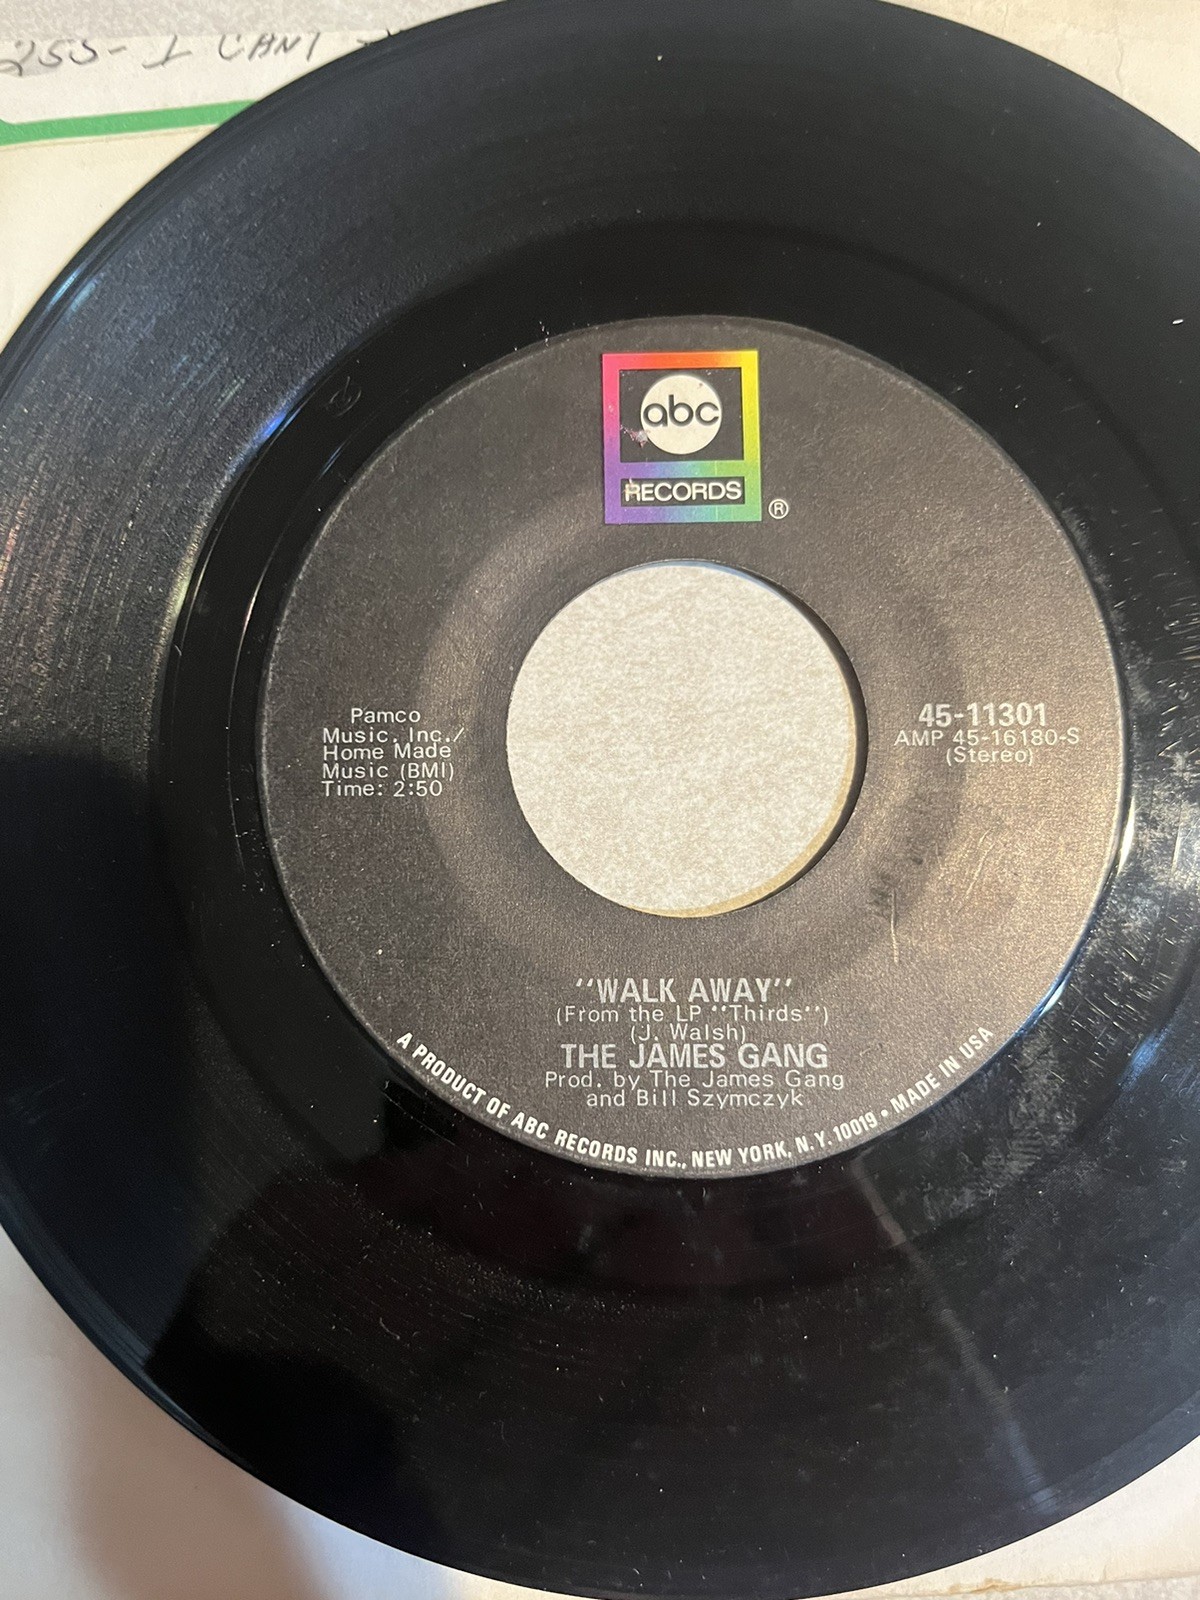 255- I CANT
abc
RECORDS
®
Pamco
Music, Inc./
Home Made
Music (BMI)
Time: 2:50
45-11301
AMP 45-16180-S
(Stereo)
"WALK AWAY"
(From the LP "Thirds")
(J. Walsh)
THE JAMES GANG
Prod. by The James Gang
and Bill Szymczyk
A PRODUCT OF ABC RECORDS INC., NEW YORK, N.Y. 10019 • MADE IN USA